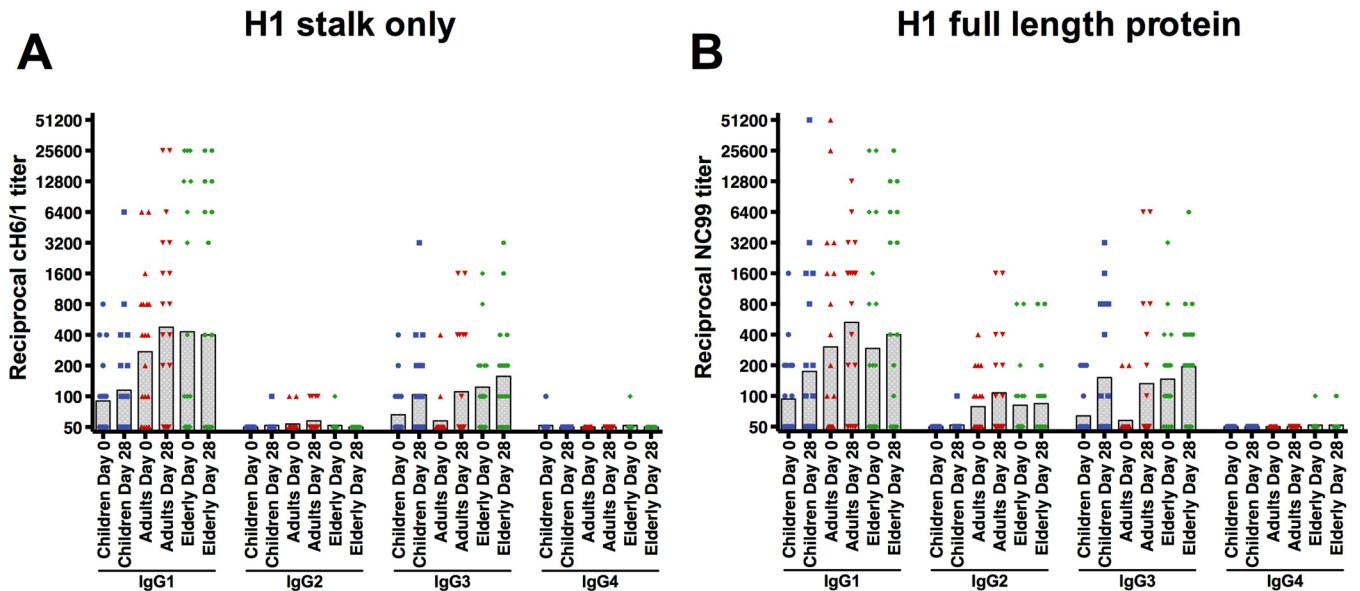 H1 stalk only
H1 full length protein
A
B
Reciprocal cH6/1 titer
51200
25600
12800
6400
3200
1600
800
400
200
100
50
Children Day 0
Children Day 28
Adults Day 0
Adults Day 28
Elderly Day 0
Elderly Day 28
Children Day 0
Children Day 28
Adults Day 0
Adults Day 28
Elderly Day 0
Elderly Day 28
Children Day 0
Children Day 28
Adults Day 0
Adults Day 28
Elderly Day 0
Elderly Day 28
Children Day 0
Children Day 28
Adults Day 0
Adults Day 28
Elderly Day 0
Elderly Day 28
IgG1
IgG2
IgG3
IgG4
Reciprocal NC99 titer
51200
25600
12800
6400
3200
1600
800
400
200
100
50
Children Day 0
Children Day 28
Adults Day 0
Adults Day 28
Elderly Day 0
Elderly Day 28
Children Day 0
Children Day 28
Adults Day 0
Adults Day 28
Elderly Day 0
Elderly Day 28
Children Day 0
Children Day 28
Adults Day 0
Adults Day 28
Elderly Day 0
Elderly Day 28
Children Day 0
Children Day 28
Adults Day 0
Adults Day 28
Elderly Day 0
Elderly Day 28
IgG1
IgG2
IgG3
IgG4